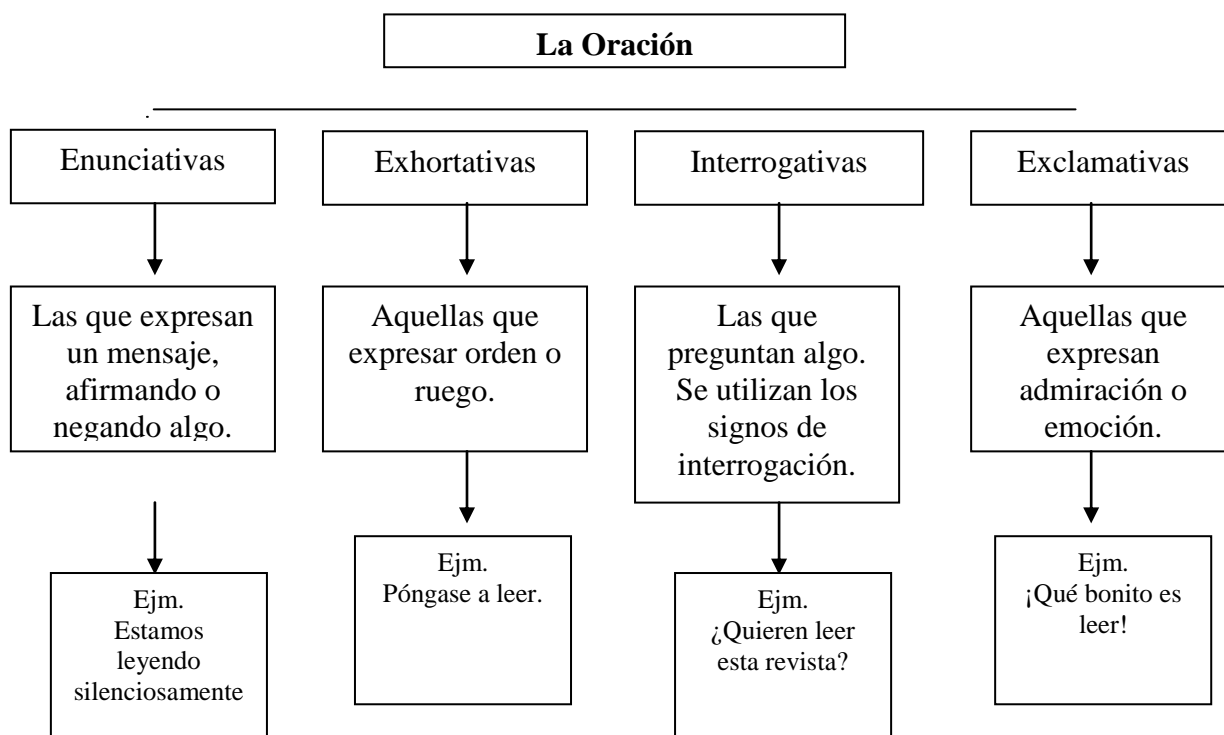 La Oración
Enunciativas
Exhortativas
Interrogativas
Exclamativas
Las que expresan
un mensaje,
afirmando o
negando algo.
Aquellas que
expresar orden o
ruego.
Las que
preguntan algo.
Se utilizan los
signos de
interrogación.
Aquellas que
expresan
admiración o
emoción.
Ejm.
Estamos
leyendo
silenciosamente
Ejm.
Póngase a leer.
Ejm.
¿Quieren leer
esta revista?
Ejm.
¡Qué bonito es
leer!